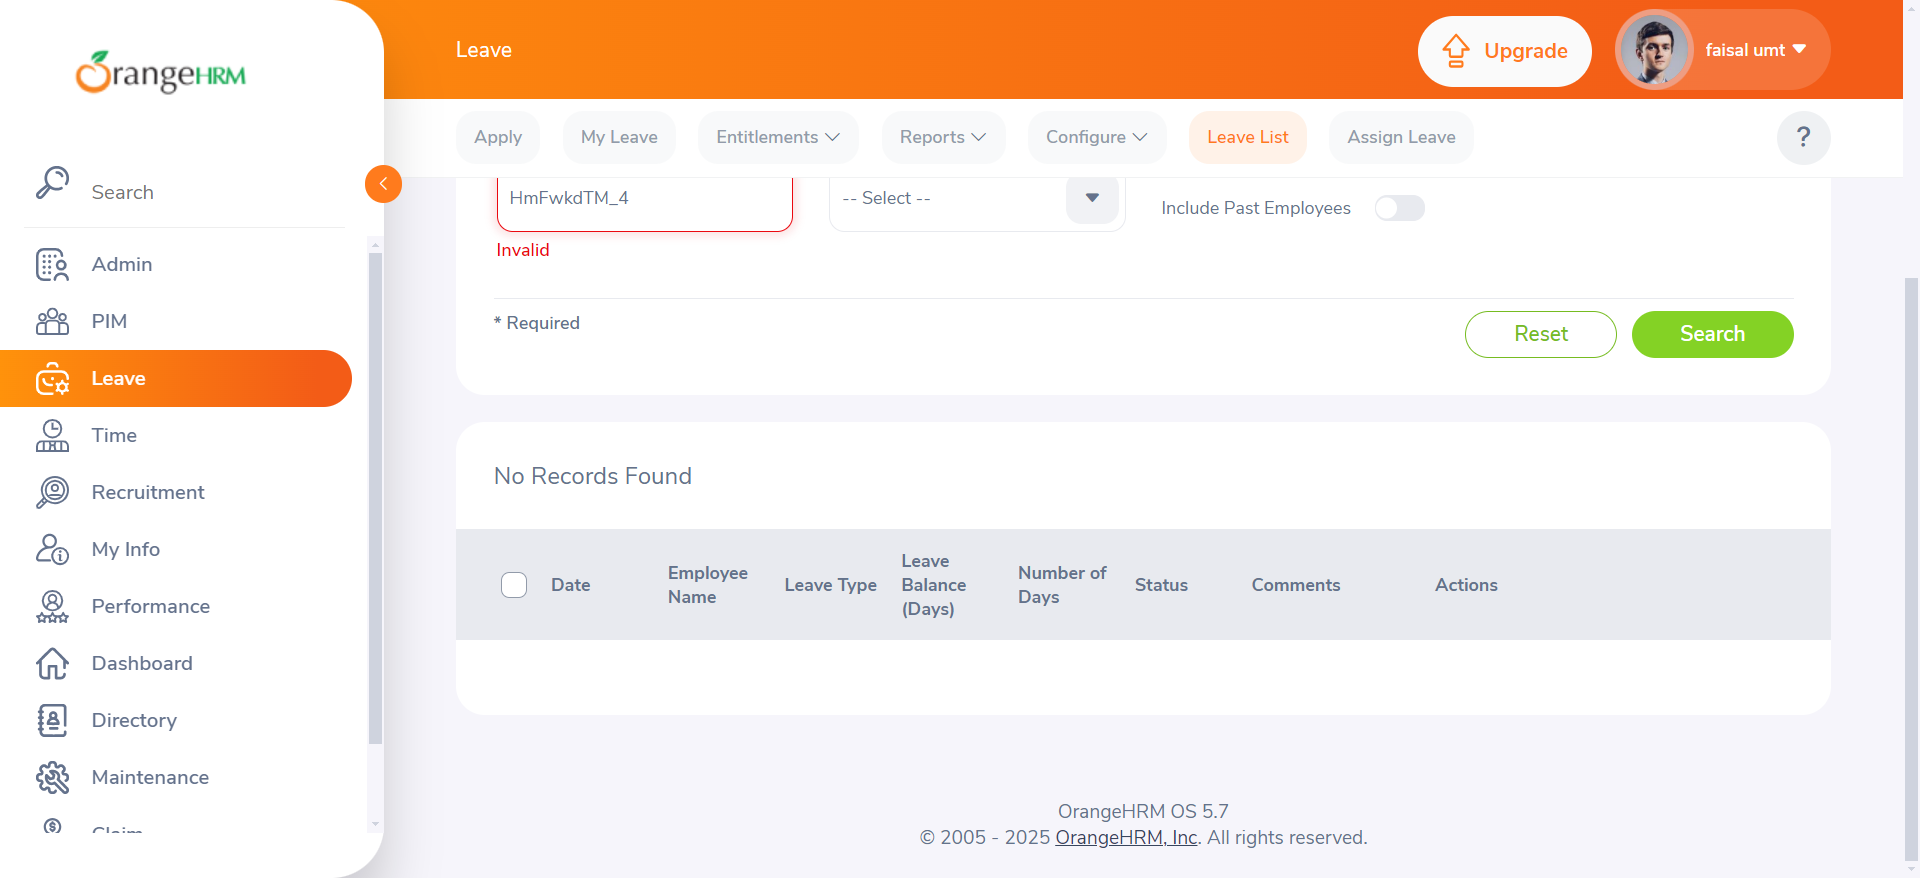 OrangeHRM
Search
Admin
PIM
Leave
Time
Recruitment
My Info
Performance
Dashboard
Directory
Maintenance
Claim
Leave
Upgrade
faisal umt
Apply
My Leave
Entitlements
Reports
Configure
Leave List
Assign Leave
?
HmFwkdTM_4
-- Select --
Include Past Employees
Invalid
* Required
Reset
Search
No Records Found
Date
Employee
Name
Leave Type
Leave
Balance
(Days)
Number of
Days
Status
Comments
Actions
OrangeHRM OS 5.7
© 2005 - 2025 OrangeHRM, Inc. All rights reserved.